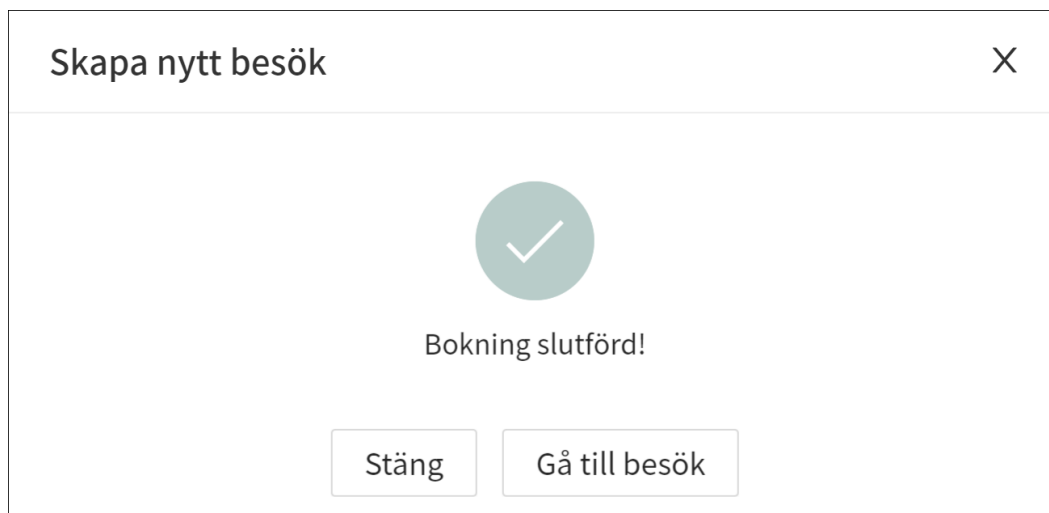 Skapa nytt besök
Bokning slutförd!
Stäng
Gå till besök